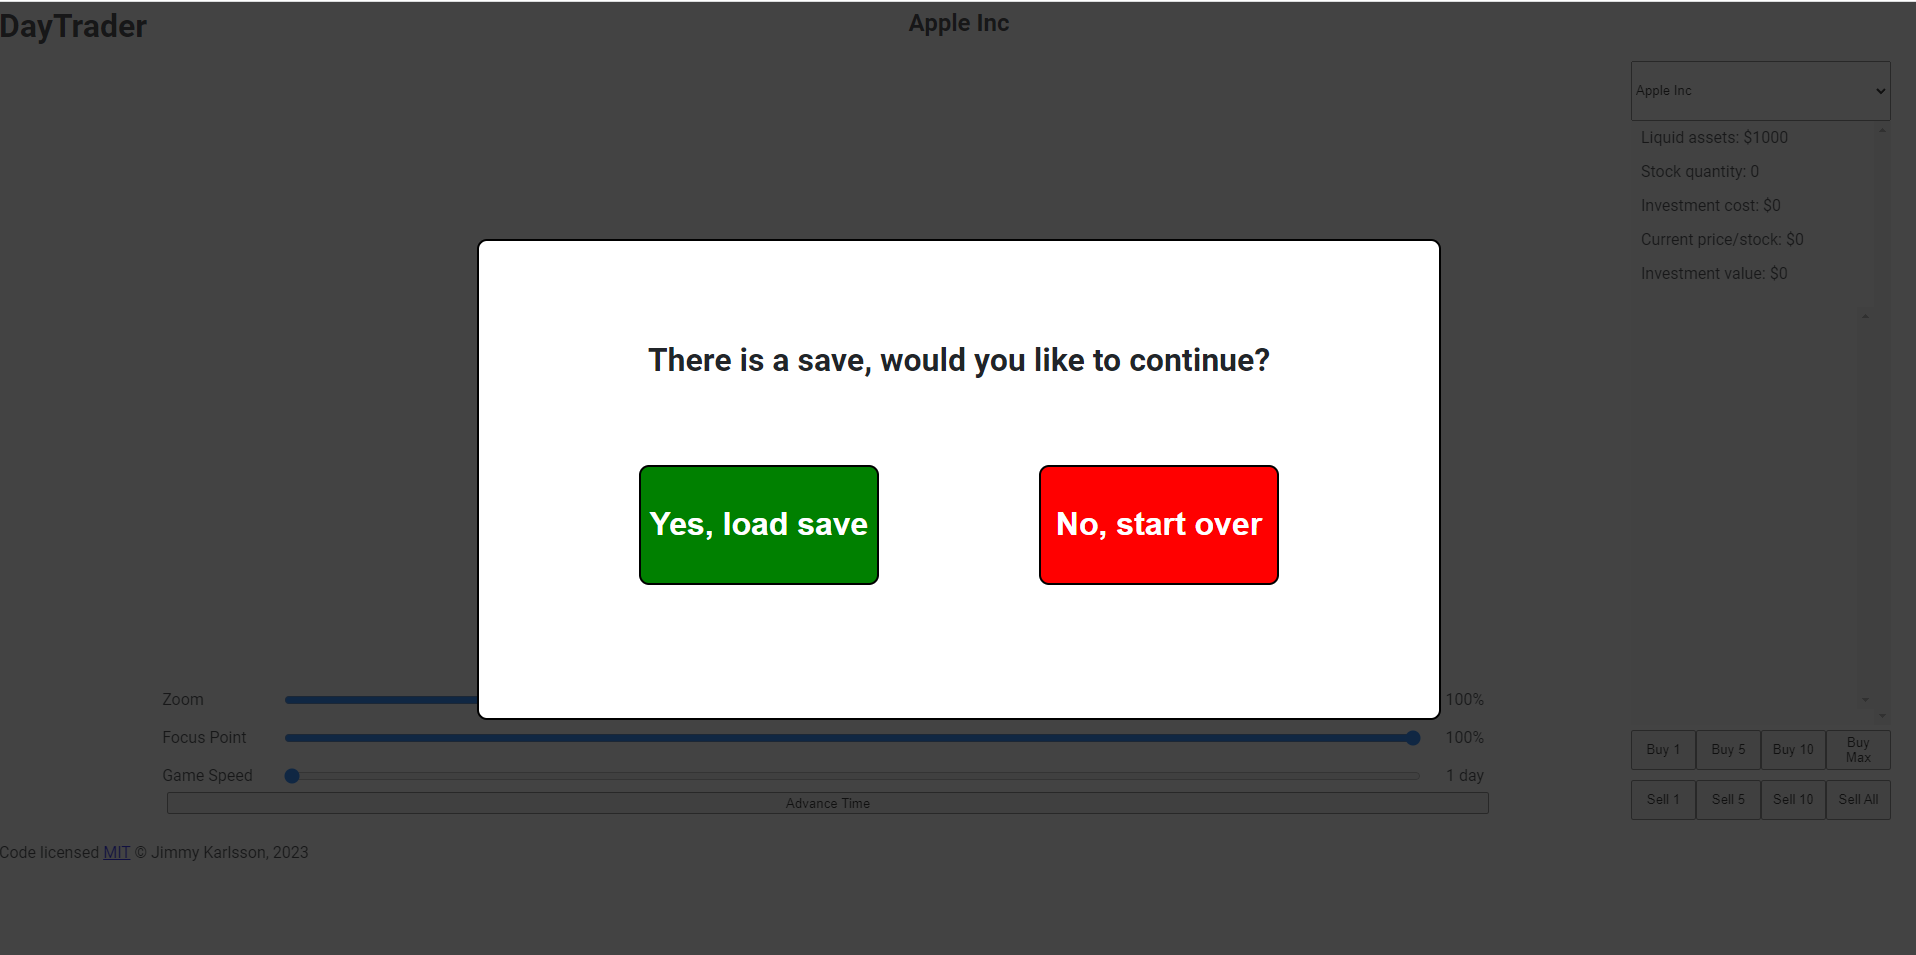 DayTrader
Apple Inc
Apple Inc
Liquid assets: $1000
Stock quantity: 0
Investment cost: $0
Current price/stock: $0
Investment value: $0
There is a save, would you like to continue?
Yes, load save
No, start over
Zoom
100%
Focus Point
100%
Game Speed
1 day
Advance Time
Buy 1
Buy 5
Buy 10
Buy
Max
Sell 1
Sell 5
Sell 10
Sell All
Code licensed MIT © Jimmy Karlsson, 2023